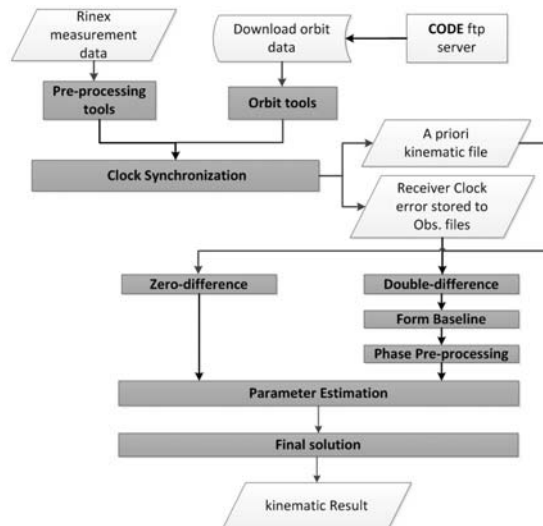 Rinex
measurement
data
Download orbit
data
CODE ftp
server
Pre-processing
tools
Orbit tools
Clock Synchronization
A priori
kinematic file
Receiver Clock
error stored to
Obs. files
Zero-difference
Double-difference
Form Baseline
Phase Pre-processing
Parameter Estimation
Final solution
kinematic Result